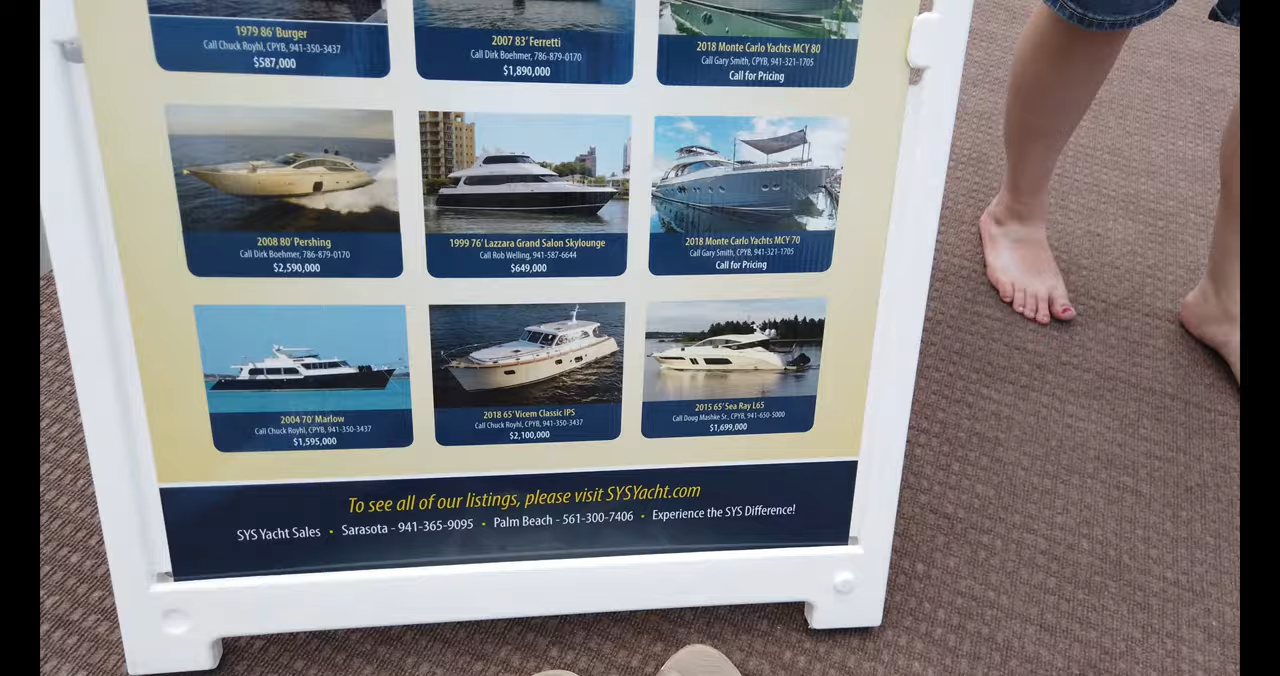 1979 86' Burger
Call Chuck Royhl, CPYB, 941-350-3437
$587,000
2007 83' Ferretti
Call Dirk Boehmer, 786-879-0170
$1,890,000
2018 Monte Carlo Yachts MCY 80
Call Gary Smith, CPYB, 941-321-1705
Call for Pricing
2008 80' Pershing
Call Dirk Boehmer, 786-879-0170
$2,590,000
1999 76' Lazzara Grand Salon Skylounge
Call Rob Welling, 941-587-6644
$649,000
2018 Monte Carlo Yachts MCY 70
Call Gary Smith, CPYB, 941-321-1705
Call for Pricing
2004 70' Marlow
Call Chuck Royhl, CPYB, 941-350-3437
$1,595,000
2018 65' Vicem Classic IPS
Call Chuck Royhl, CPYB, 941-350-3437
$2,100,000
2015 65' Sea Ray L65
Call Doug Mashke Sr., CPYB, 941-650-5000
$1,699,000
To see all of our listings, please visit SYSYacht.com
SYS Yacht Sales • Sarasota - 941-365-9095 • Palm Beach - 561-300-7406 • Experience the SYS Difference!